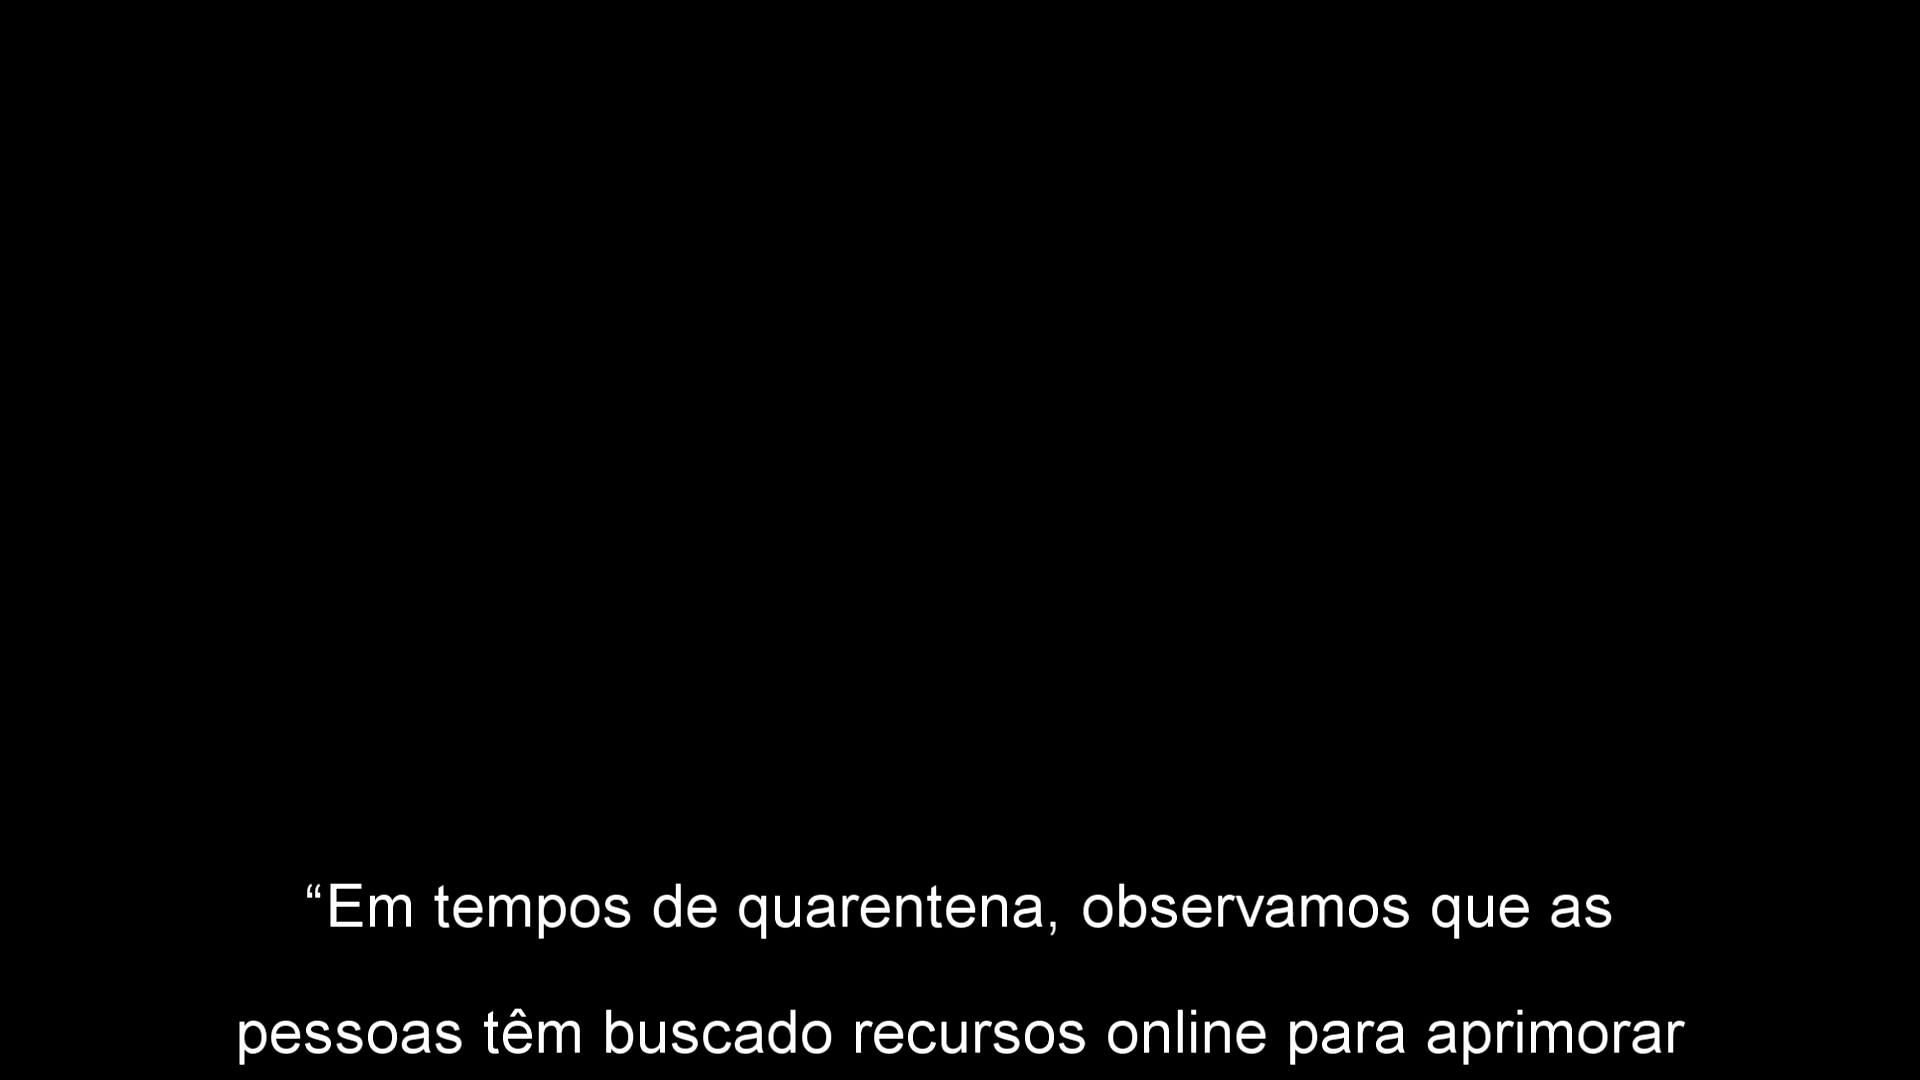 “Em tempos de quarentena, observamos que as
pessoas têm buscado recursos online para aprimorar